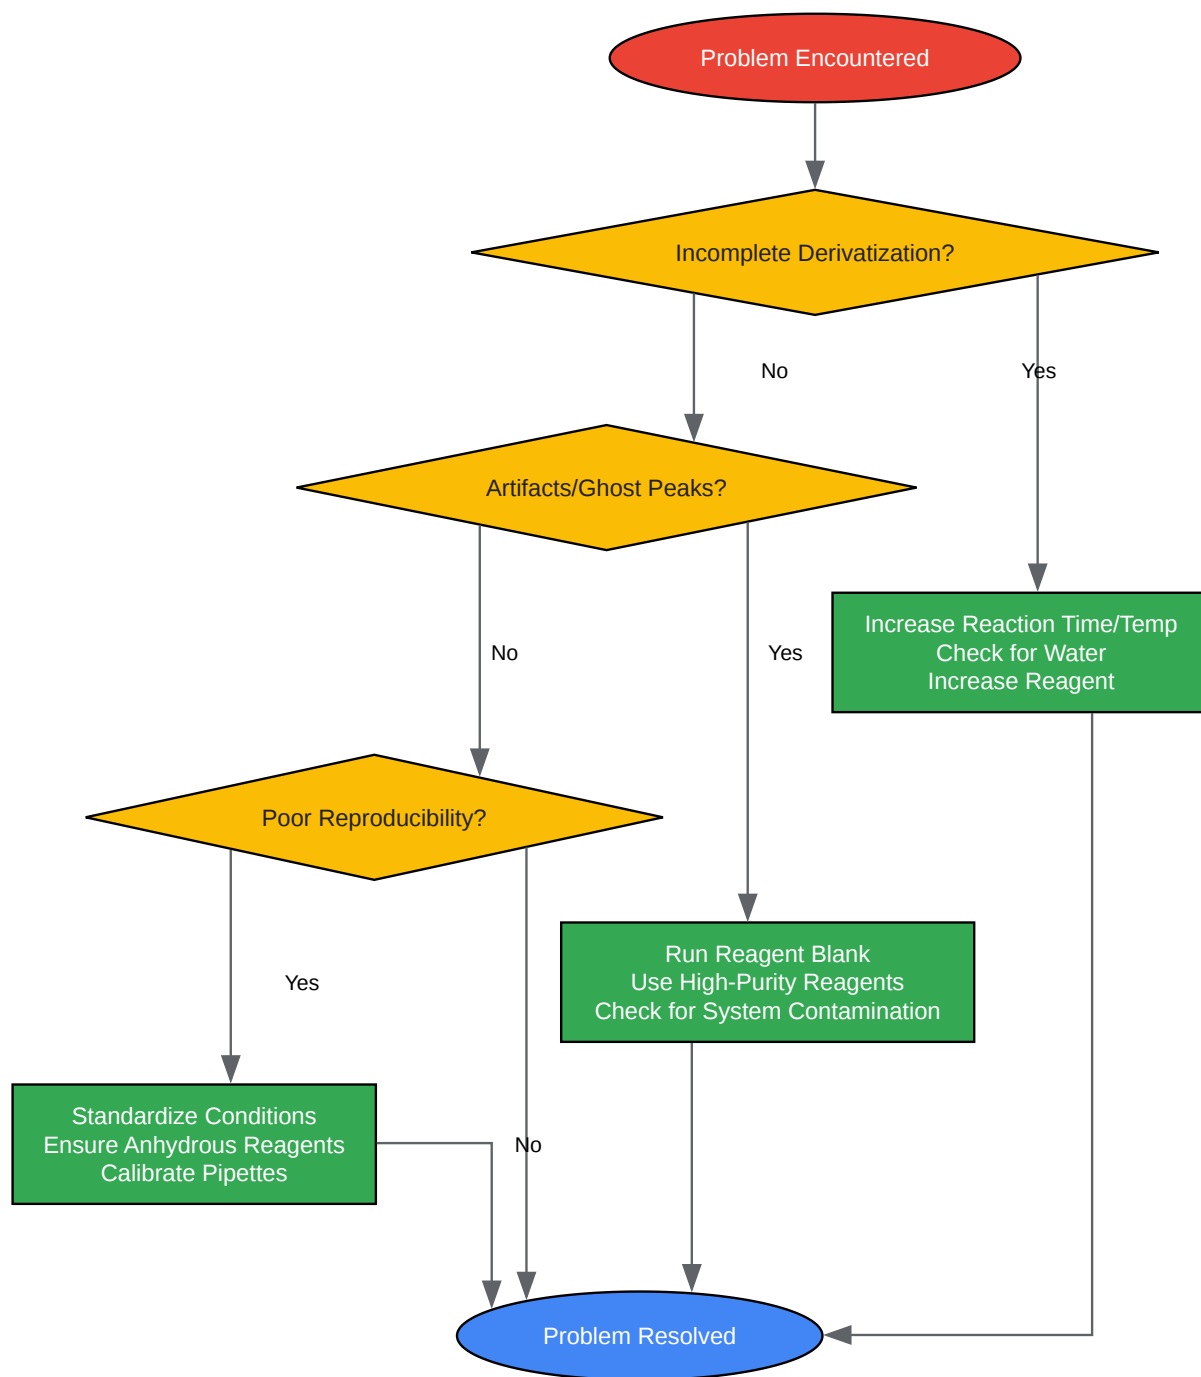 Problem Encountered
Incomplete Derivatization?
No
Yes
Artifacts/Ghost Peaks?
Increase Reaction Time/Temp
Check for Water
Increase Reagent
No
Yes
Poor Reproducibility?
Run Reagent Blank
Use High-Purity Reagents
Check for System Contamination
Yes
Standardize Conditions
Ensure Anhydrous Reagents
Calibrate Pipettes
No
Problem Resolved